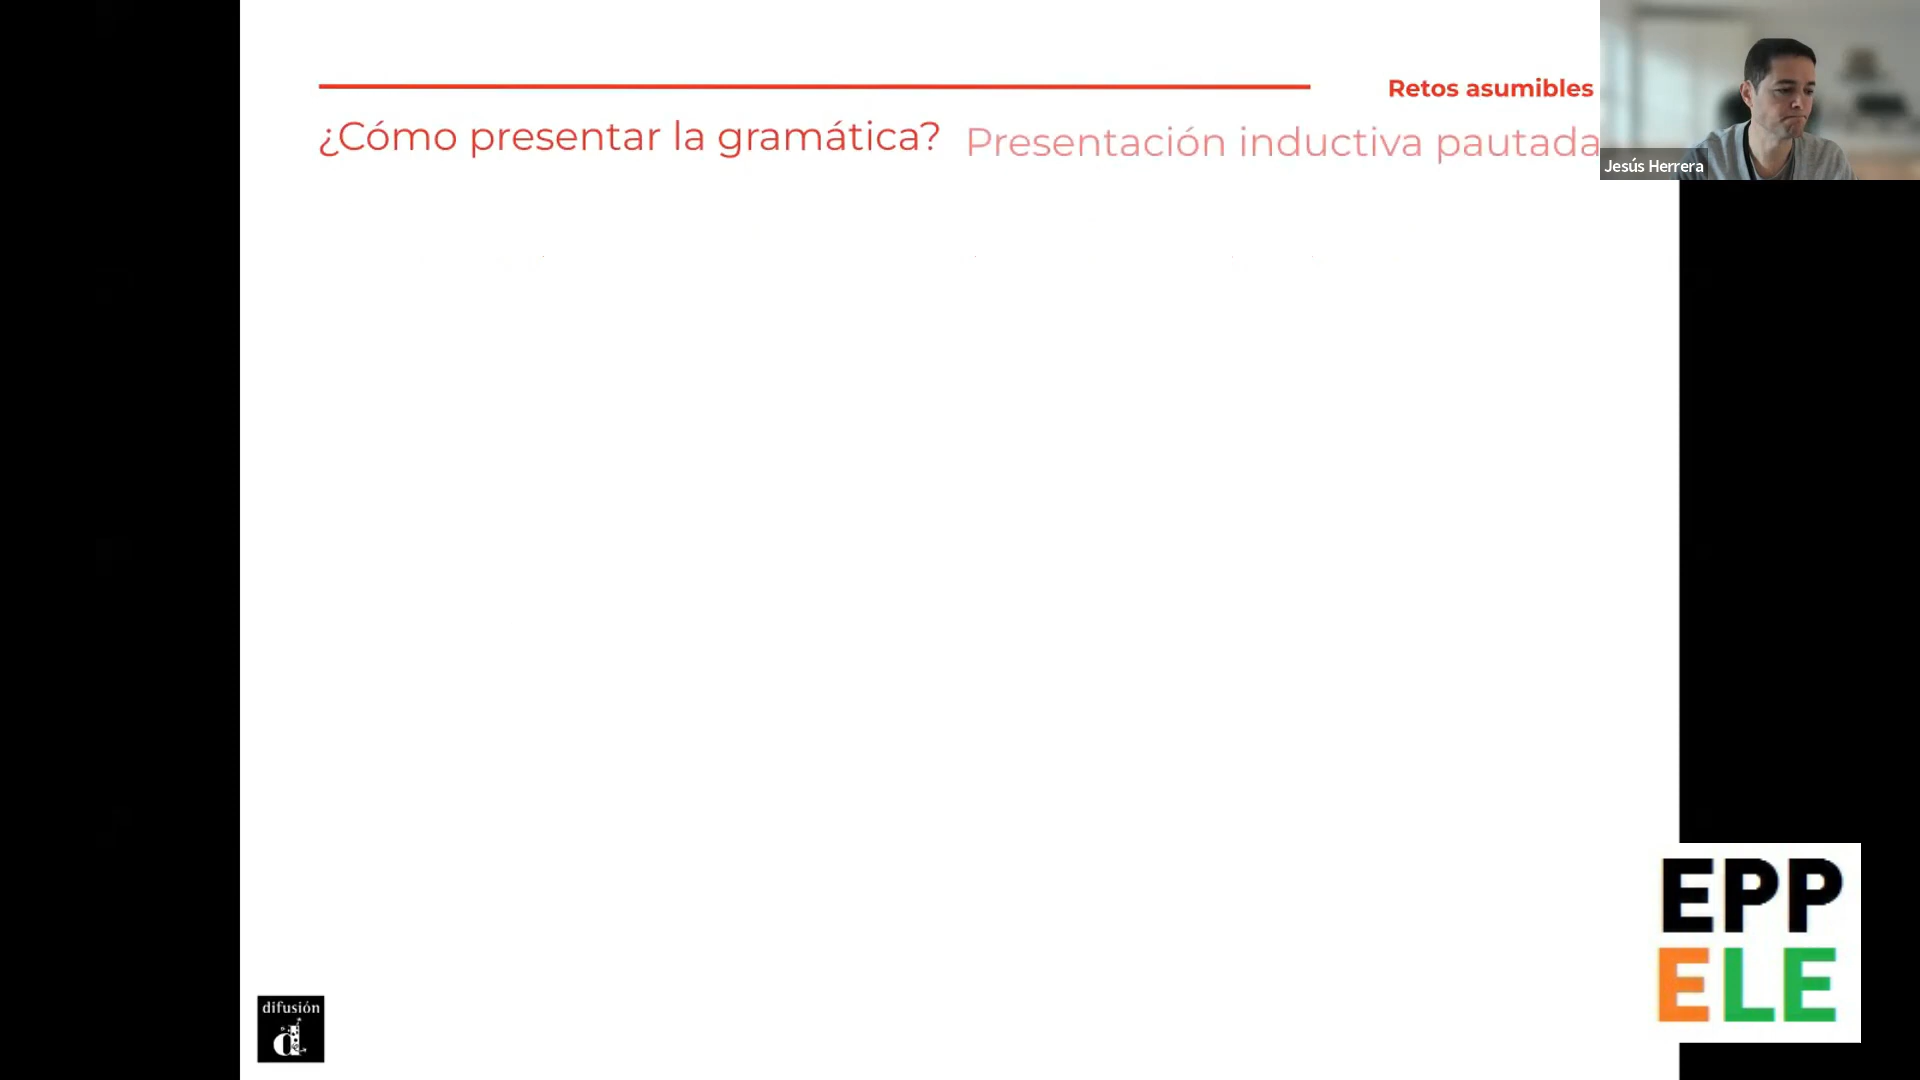 Retos asumibles
¿Cómo presentar la gramática? Presentación inductiva pautada
Jesús Herrera
EPP
ELE
difusión
d